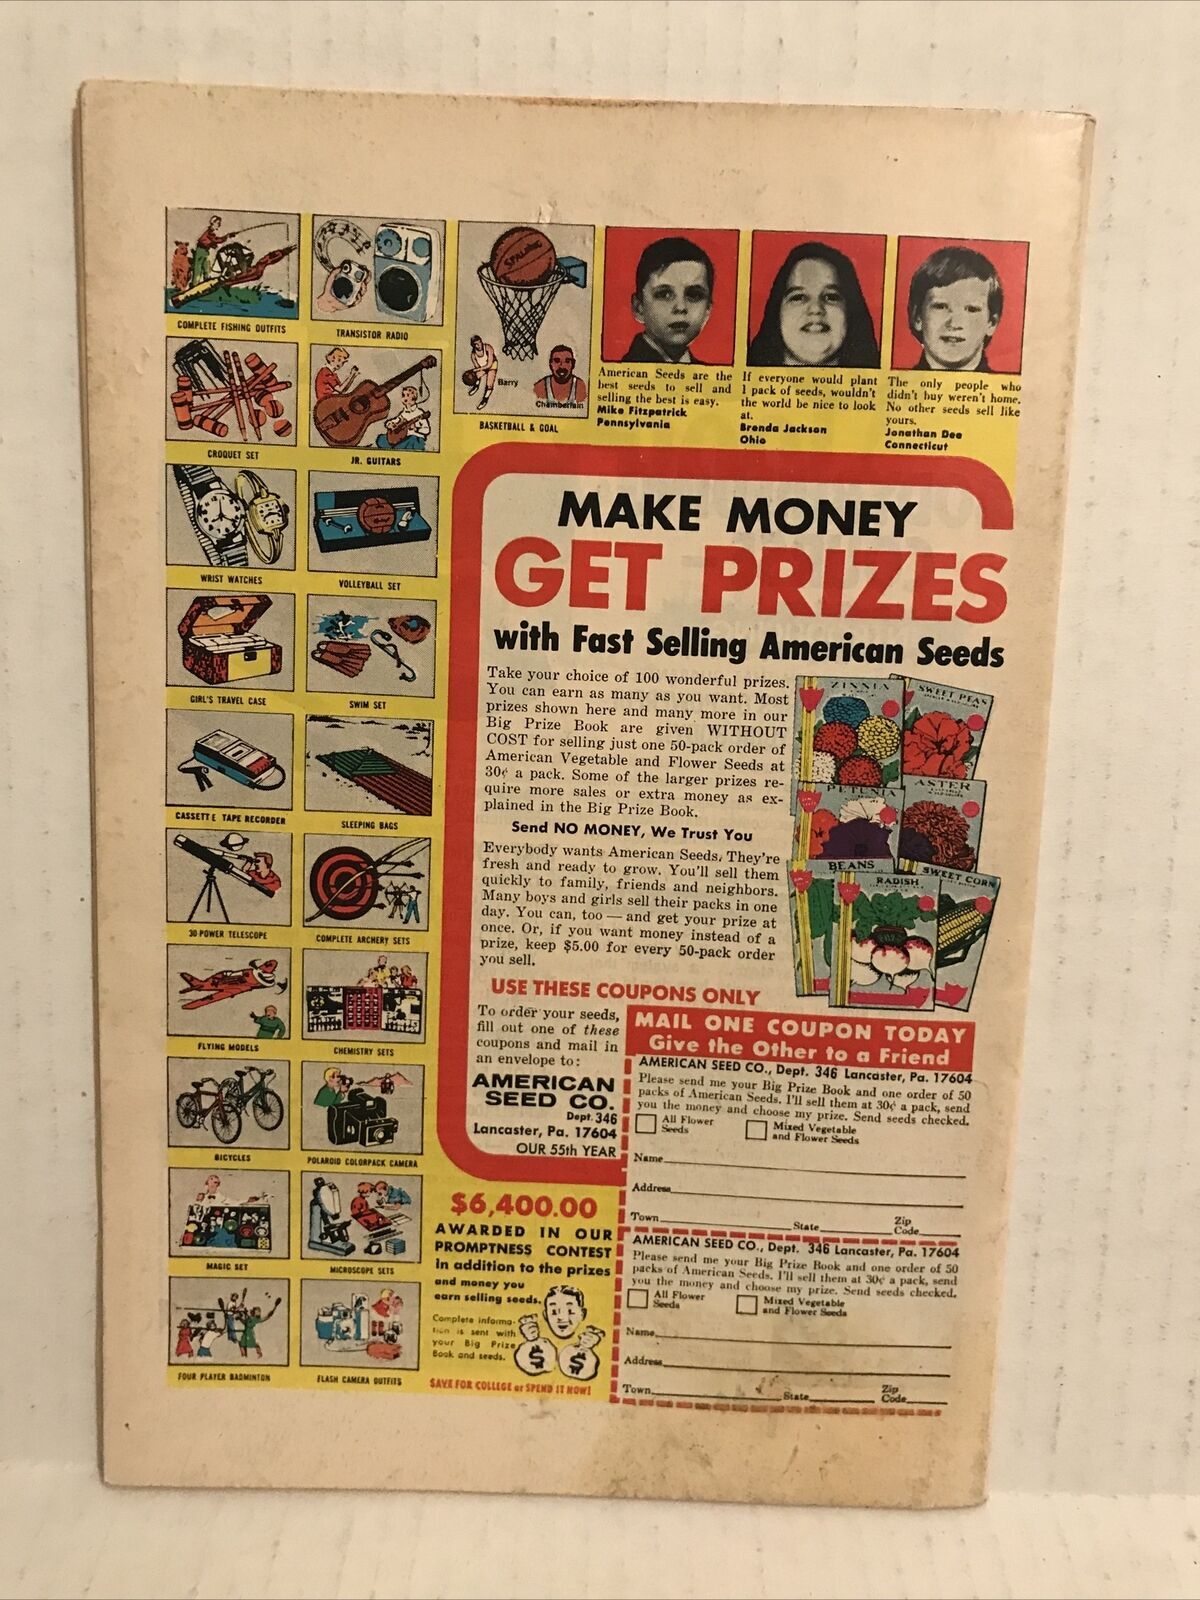 COMPLETE FISHING OUTFITS
TRANSISTOR RADIO
SPALDING
Barry
Chamberlain
BASKETBALL & GOAL
CROQUET SET
JR. GUITARS
WRIST WATCHES
VOLLEYBALL SET
GIRL'S TRAVEL CASE
SWIM SET
CASSETTE TAPE RECORDER
SLEEPING BAGS
30-POWER TELESCOPE
COMPLETE ARCHERY SETS
FLYING MODELS
CHEMISTRY SETS
BICYCLES
POLAROID COLORPACK CAMERA
MAGIC SET
MICROSCOPE SETS
FOUR PLAYER BADMINTON
FLASH CAMERA OUTFITS
American Seeds are the
best seeds to sell and
selling the best is easy.
Mike Fitzpatrick
Pennsylvania
If everyone would plant
1 pack of seeds, wouldn't
the world be nice to look
at.
Brenda Jackson
Ohio
The only people who
didn't buy weren't home.
No other seeds sell like
yours.
Jonathan Dee
Connecticut
MAKE MONEY
GET PRIZES
with Fast Selling American Seeds
Take your choice of 100 wonderful prizes.
You can earn as many as you want. Most
prizes shown here and many more in our
Big Prize Book are given WITHOUT
COST for selling just one 50-pack order of
American Vegetable and Flower Seeds at
30¢ a pack. Some of the larger prizes re-
quire more sales or extra money as ex-
plained in the Big Prize Book.
Send NO MONEY, We Trust You
Everybody wants American Seeds. They're
fresh and ready to grow. You'll sell them
quickly to family, friends and neighbors.
Many boys and girls sell their packs in one
day. You can, too — and get your prize at
once. Or, if you want money instead of a
prize, keep $5.00 for every 50-pack order
you sell.
ZINNIA
SWEET PEAS
PETUNIA
ASTER
BEANS
RADISH
SWEET CORN
USE THESE COUPONS ONLY
To order your seeds,
fill out one of these
coupons and mail in
an envelope to:
AMERICAN
SEED CO.
Dept. 346
Lancaster, Pa. 17604
OUR 55th YEAR
MAIL ONE COUPON TODAY
Give the Other to a Friend
AMERICAN SEED CO., Dept. 346 Lancaster, Pa. 17604
Please send me your Big Prize Book and one order of 50
packs of American Seeds. I'll sell them at 30¢ a pack, send
you the money and choose my prize. Send seeds checked.
All Flower
Seeds
Mixed Vegetable
and Flower Seeds
Name
Address
Town State Zip Code
AMERICAN SEED CO., Dept. 346 Lancaster, Pa. 17604
Please send me your Big Prize Book and one order of 50
packs of American Seeds. I'll sell them at 30¢ a pack, send
you the money and choose my prize. Send seeds checked.
All Flower
Seeds
Mixed Vegetable
and Flower Seeds
Name
Address
Town State Zip Code
$6,400.00
AWARDED IN OUR
PROMPTNESS CONTEST
In addition to the prizes
and money you
earn selling seeds.
Complete informa-
tion is sent with
your Big Prize
Book and seeds.
$ $
SAVE FOR COLLEGE or SPEND IT NOW!